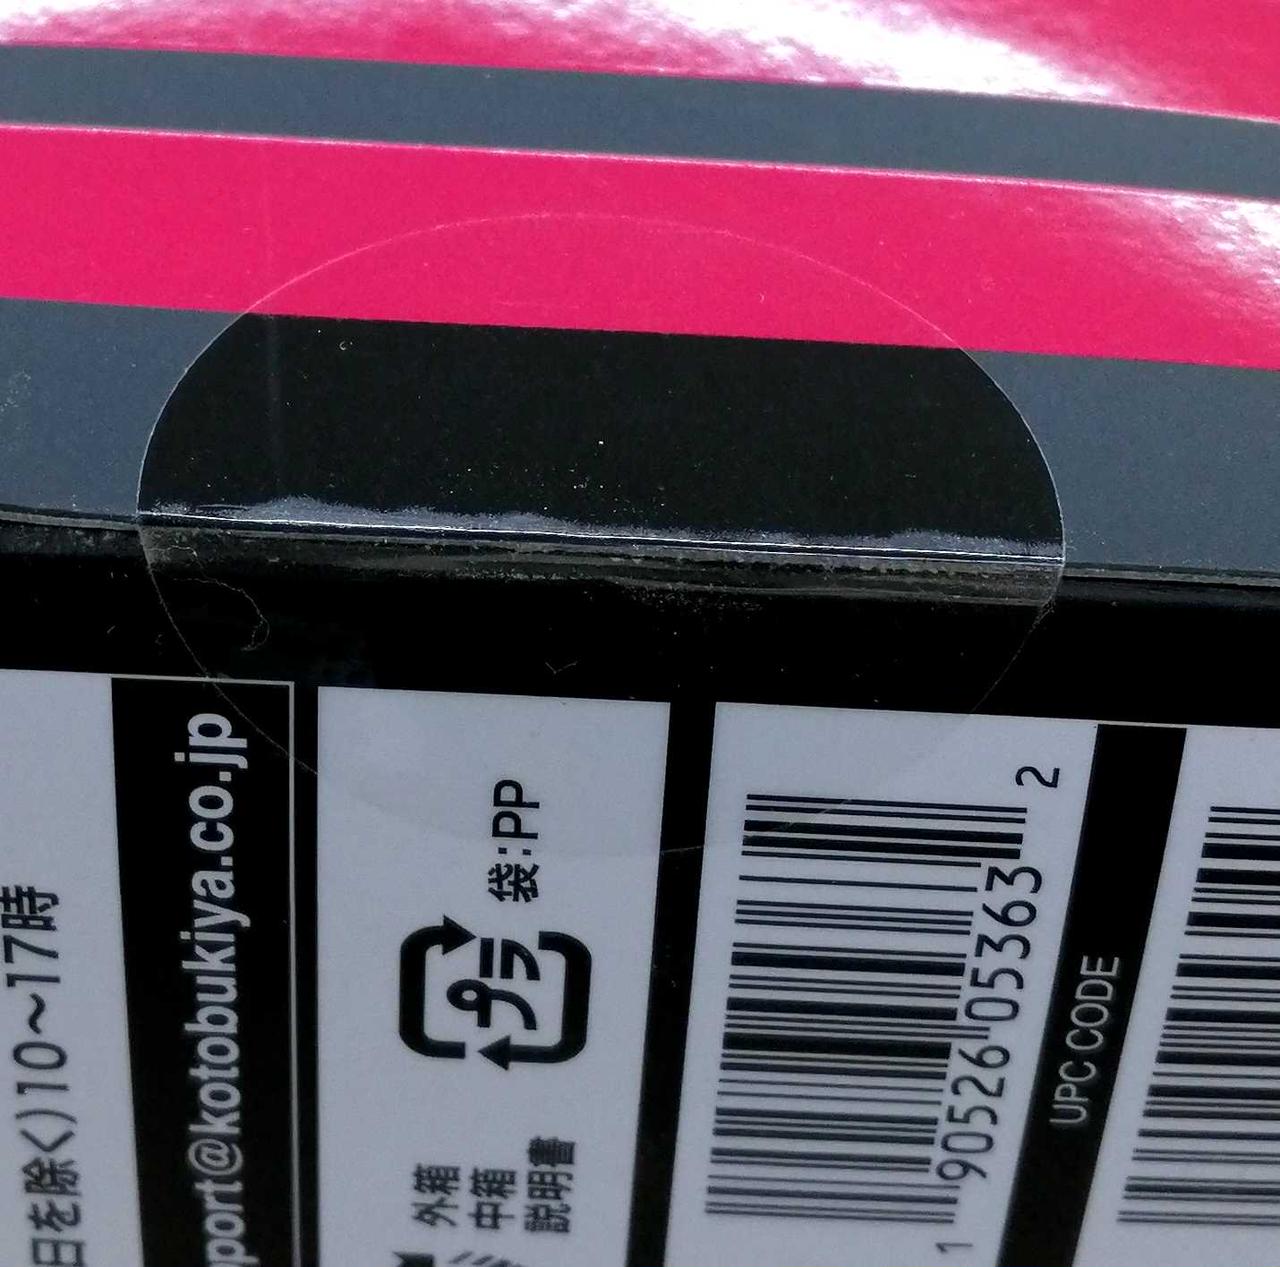 日を除く)10～17時
pport@kotobukiya.co.jp
プラ
袋:PP
外箱
中箱
説明書
1 90526 05363 2
UPC CODE